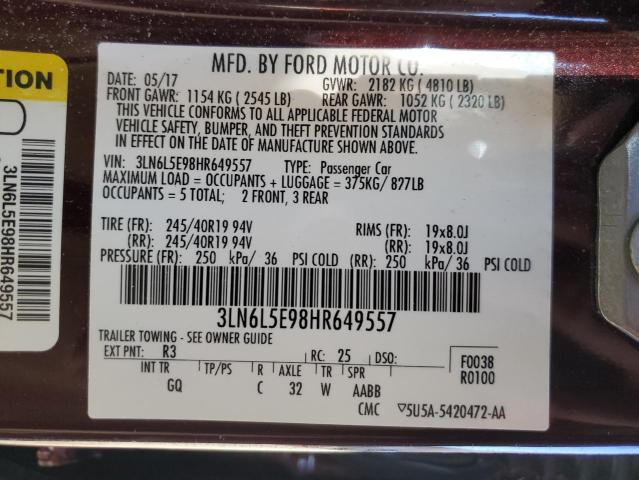 MFD. BY FORD MOTOR CO.
DATE: 05/17 GVWR: 2182 KG ( 4810 LB)
FRONT GAWR: 1154 KG ( 2545 LB) REAR GAWR: 1052 KG ( 2320 LB)
THIS VEHICLE CONFORMS TO ALL APPLICABLE FEDERAL MOTOR
VEHICLE SAFETY, BUMPER, AND THEFT PREVENTION STANDARDS
IN EFFECT ON THE DATE OF MANUFACTURE SHOWN ABOVE.
VIN: 3LN6L5E98HR649557 TYPE: Passenger Car
MAXIMUM LOAD = OCCUPANTS + LUGGAGE = 375KG/ 827LB
OCCUPANTS = 5 TOTAL; 2 FRONT, 3 REAR
TIRE (FR): 245/40R19 94V RIMS (FR): 19x8.0J
(RR): 245/40R19 94V (RR): 19x8.0J
PRESSURE (FR): 250 kPa/ 36 PSI COLD (RR): 250 kPa/ 36 PSI COLD
3LN6L5E98HR649557
TRAILER TOWING - SEE OWNER GUIDE
EXT PNT: R3 RC: 25 DSO: F0038
R0100
INT TR TP/PS R AXLE TR SPR
GQ C 32 W AABB
CMC ▽5U5A-5420472-AA
TION
3LN6L5E98HR649557